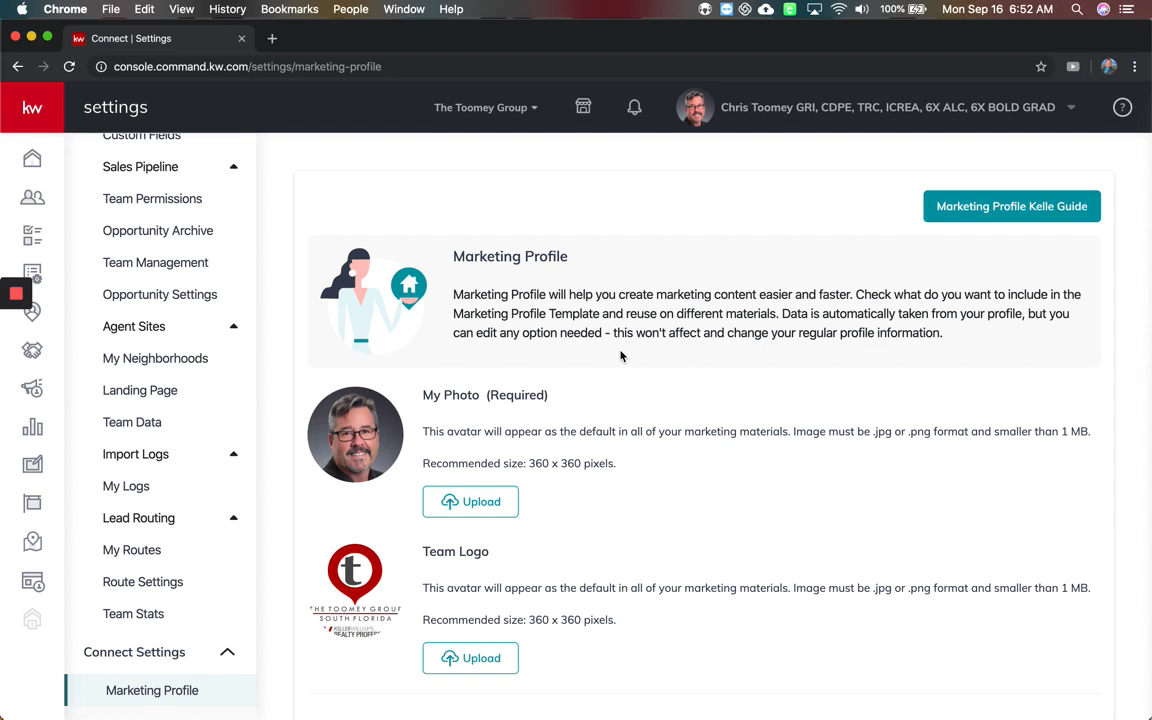 Chrome File Edit View History Bookmarks People Window Help 100% Mon Sep 16 6:52 AM
kw Connect | Settings
console.command.kw.com/settings/marketing-profile
kw settings The Toomey Group Chris Toomey GRI, CDPE, TRC, ICREA, 6X ALC, 6X BOLD GRAD ?
Custom Fields
Sales Pipeline
Team Permissions
Opportunity Archive
Team Management
Opportunity Settings
Agent Sites
My Neighborhoods
Landing Page
Team Data
Import Logs
My Logs
Lead Routing
My Routes
Route Settings
Team Stats
Connect Settings
Marketing Profile
Marketing Profile Kelle Guide
Marketing Profile
Marketing Profile will help you create marketing content easier and faster. Check what do you want to include in the
Marketing Profile Template and reuse on different materials. Data is automatically taken from your profile, but you
can edit any option needed - this won't affect and change your regular profile information.
My Photo (Required)
This avatar will appear as the default in all of your marketing materials. Image must be .jpg or .png format and smaller than 1 MB.
Recommended size: 360 x 360 pixels.
Upload
t
THE TOOMEY GROUP
SOUTH FLORIDA
KELLERWILLIAMS
Team Logo
This avatar will appear as the default in all of your marketing materials. Image must be .jpg or .png format and smaller than 1 MB.
Recommended size: 360 x 360 pixels.
Upload